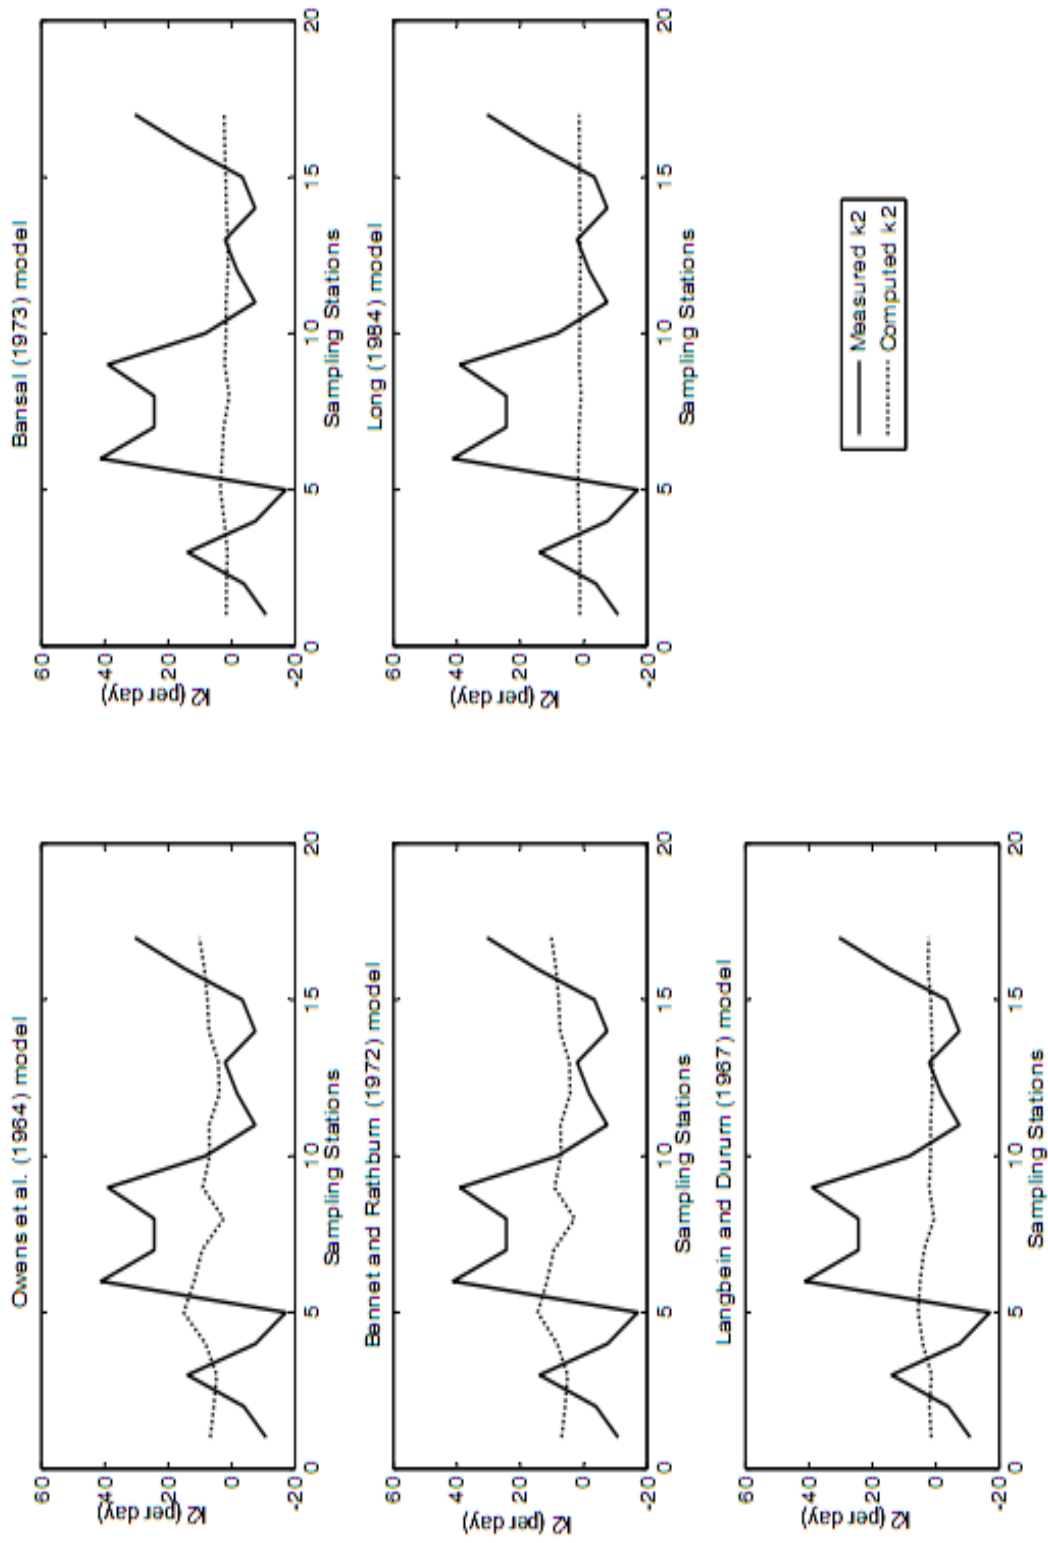 Owens et al. (1964) model
60
40
20
0
-20
k2 (per day)
0
5
10
15
20
Sampling Stations
Bansal (1973) model
60
40
20
0
-20
k2 (per day)
0
5
10
15
20
Sampling Stations
Bennet and Rathburn (1972) model
60
40
20
0
-20
k2 (per day)
0
5
10
15
20
Sampling Stations
Long (1984) model
60
40
20
0
-20
k2 (per day)
0
5
10
15
20
Sampling Stations
Langbein and Durum (1967) model
60
40
20
0
-20
k2 (per day)
0
5
10
15
20
Sampling Stations
Measured k2
Computed k2